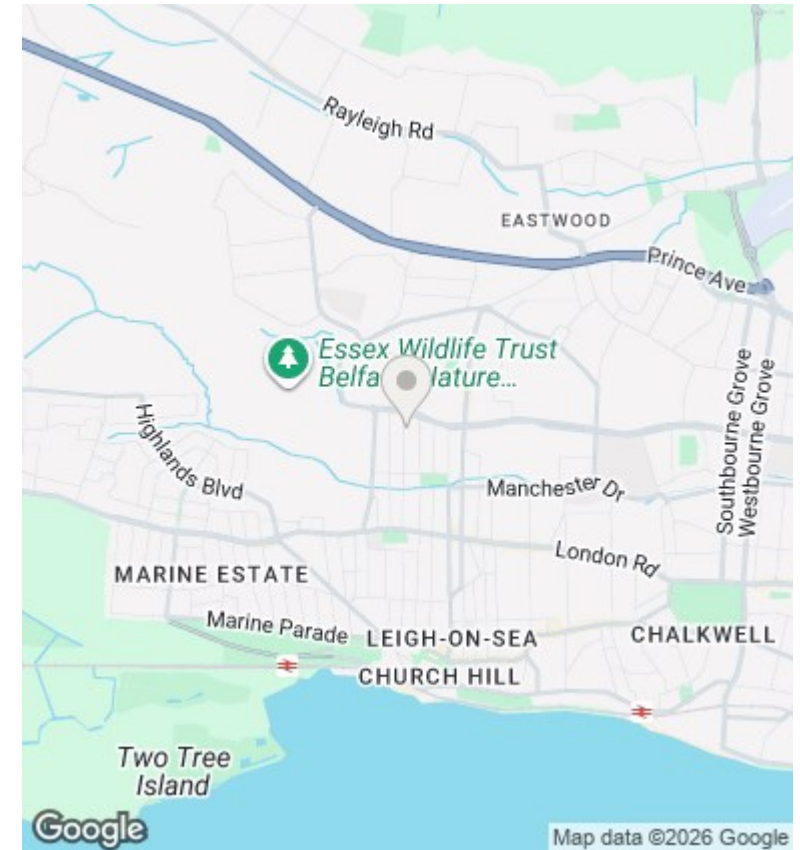 Rayleigh Rd
EASTWOOD
Prince Ave
Essex Wildlife Trust
Nature...
Southbourne Grove
Westbourne Grove
Highlands Blvd
Manchester Dr
London Rd
MARINE ESTATE
Marine Parade
LEIGH-ON-SEA
CHALKWELL
CHURCH HILL
Two Tree
Island
Google
Map data ©2026 Google